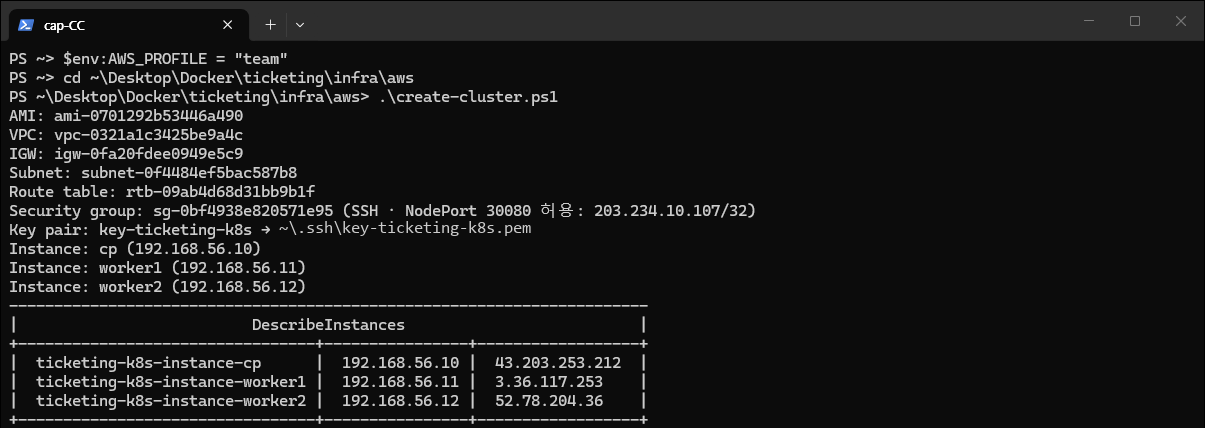 cap-CC
PS ~> $env:AWS_PROFILE = "team"
PS ~> cd ~\Desktop\Docker\ticketing\infra\aws
PS ~\Desktop\Docker\ticketing\infra\aws> .\create-cluster.ps1
AMI: ami-0701292b53446a490
VPC: vpc-0321a1c3425be9a4c
IGW: igw-0fa20fdee0949e5c9
Subnet: subnet-0f4484ef5bac587b8
Route table: rtb-09ab4d68d31bb9b1f
Security group: sg-0bf4938e820571e95 (SSH · NodePort 30080 허용: 203.234.10.107/32)
Key pair: key-ticketing-k8s → ~\.ssh\key-ticketing-k8s.pem
Instance: cp (192.168.56.10)
Instance: worker1 (192.168.56.11)
Instance: worker2 (192.168.56.12)
-----------------------------------------------------------------------
|                          DescribeInstances                          |
+---------------------------------+----------------+------------------+
|  ticketing-k8s-instance-cp      |  192.168.56.10 |  43.203.253.212  |
|  ticketing-k8s-instance-worker1 |  192.168.56.11 |  3.36.117.253    |
|  ticketing-k8s-instance-worker2 |  192.168.56.12 |  52.78.204.36    |
+---------------------------------+----------------+------------------+